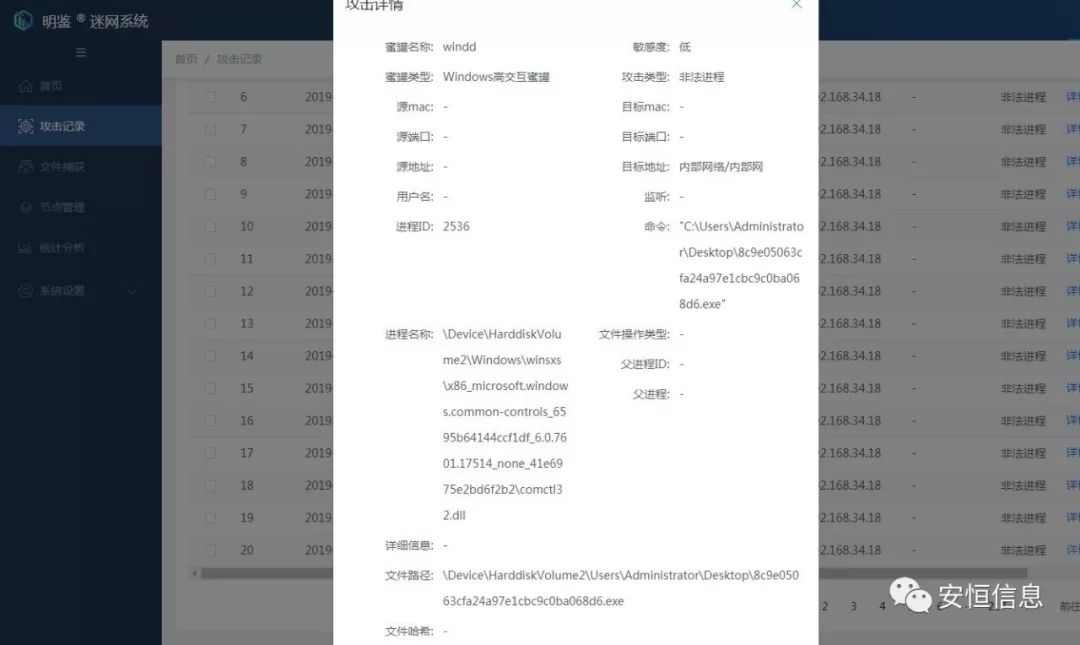 明鉴®迷网系统
首页
攻击记录
文件捕获
节点管理
统计分析
系统设置
首页 / 攻击记录
攻击详情
蜜罐名称: windd
敏感度: 低
蜜罐类型: Windows高交互蜜罐
攻击类型: 非法进程
源mac: -
目标mac: -
源端口: -
目标端口: -
源地址: -
目标地址: 内部网络/内部网
用户名: -
监听: -
进程ID: 2536
命令: "C:\Users\Administrato
r\Desktop\8c9e05063c
fa24a97e1cbc9c0ba06
8d6.exe"
进程名称: \Device\HarddiskVolu
me2\Windows\winsxs
\x86_microsoft.window
s.common-controls_65
95b64144ccf1df_6.0.76
01.17514_none_41e69
75e2bd6f2b2\comctl3
2.dll
文件操作类型: -
父进程ID: -
父进程: -
详细信息: -
文件路径: \Device\HarddiskVolume2\Users\Administrator\Desktop\8c9e050
63cfa24a97e1cbc9c0ba068d6.exe
文件哈希: -
6 2019- 2.168.34.18 - 非法进程 详
7 2019- 2.168.34.18 - 非法进程 详
8 2019- 2.168.34.18 - 非法进程 详
9 2019- 2.168.34.18 - 非法进程 详
10 2019- 2.168.34.18 - 非法进程 详
11 2019- 2.168.34.18 - 非法进程 详
12 2019- 2.168.34.18 - 非法进程 详
13 2019- 2.168.34.18 - 非法进程 详
14 2019- 2.168.34.18 - 非法进程 详
15 2019- 2.168.34.18 - 非法进程 详
16 2019- 2.168.34.18 - 非法进程 详
17 2019- 2.168.34.18 - 非法进程 详
18 2019- 2.168.34.18 - 非法进程 详
19 2019- 2.168.34.18 - 非法进程 详
20 2019- 2.168.34.18 - 非法进程 详
2 3 4 前往
安恒信息